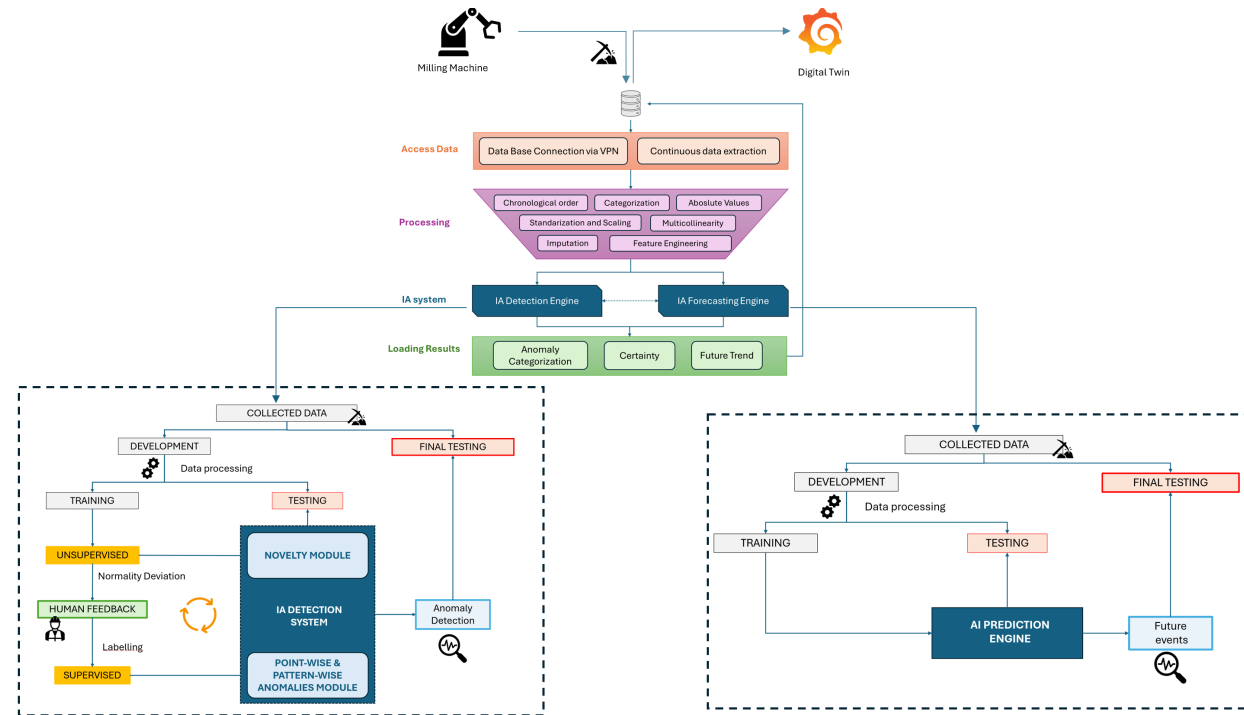 Milling Machine
Digital Twin
Access Data
Data Base Connection via VPN
Continuous data extraction
Processing
Chronological order
Categorization
Aboslute Values
Standarization and Scaling
Multicollinearity
Imputation
Feature Engineering
IA system
IA Detection Engine
IA Forecasting Engine
Loading Results
Anomaly
Categorization
Certainty
Future Trend
COLLECTED DATA
DEVELOPMENT
FINAL TESTING
Data processing
TRAINING
TESTING
UNSUPERVISED
NOVELTY MODULE
Normality Deviation
HUMAN FEEDBACK
IA DETECTION
SYSTEM
Anomaly
Detection
Labelling
SUPERVISED
POINT-WISE &
PATTERN-WISE
ANOMALIES MODULE
COLLECTED DATA
DEVELOPMENT
FINAL TESTING
Data processing
TRAINING
TESTING
AI PREDICTION
ENGINE
Future
events